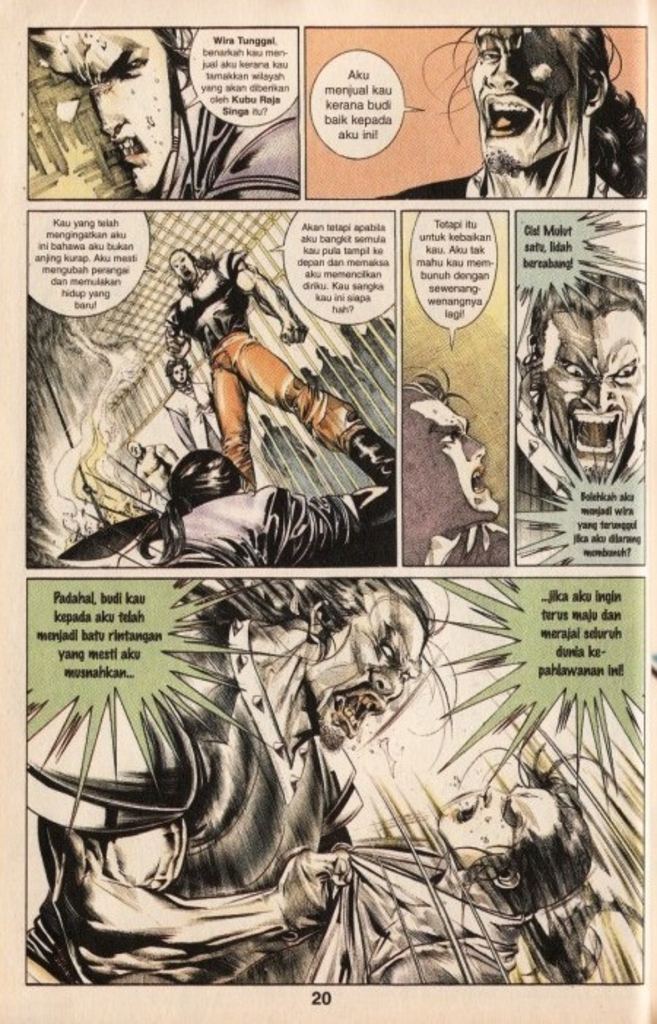 Wira Tunggal,
benarkah kau men-
jual aku kerana kau
tamakkan wilayah
yang akan diberikan
oleh Kubu Raja
Singa itu?
Aku
menjual kau
kerana budi
baik kepada
aku ini!
Kau yang telah
mengingatkan aku
ini bahawa aku bukan
anjing kurap. Aku mesti
mengubah perangai
dan memulakan
hidup yang
baru!
Akan tetapi apabila
aku bangkit semula
kau pula tampil ke
depan dan memaksa
aku memencilkan
diriku. Kau sangka
kau ini siapa
hah?
Tetapi itu
untuk kebaikan
kau. Aku tak
mahu kau mem-
bunuh dengan
sewenang-
wenangnya
lagi!
Cis! Mulut
satu, lidah
bercabang!
Bolehkah aku
menjadi wira
yang terunggul
jika aku dilarang
membunuh?
Padahal, budi kau
kepada aku telah
menjadi batu rintangan
yang mesti aku
musnahkan...
...jika aku ingin
terus maju dan
merajai seluruh
dunia ke-
pahlawanan ini!
20